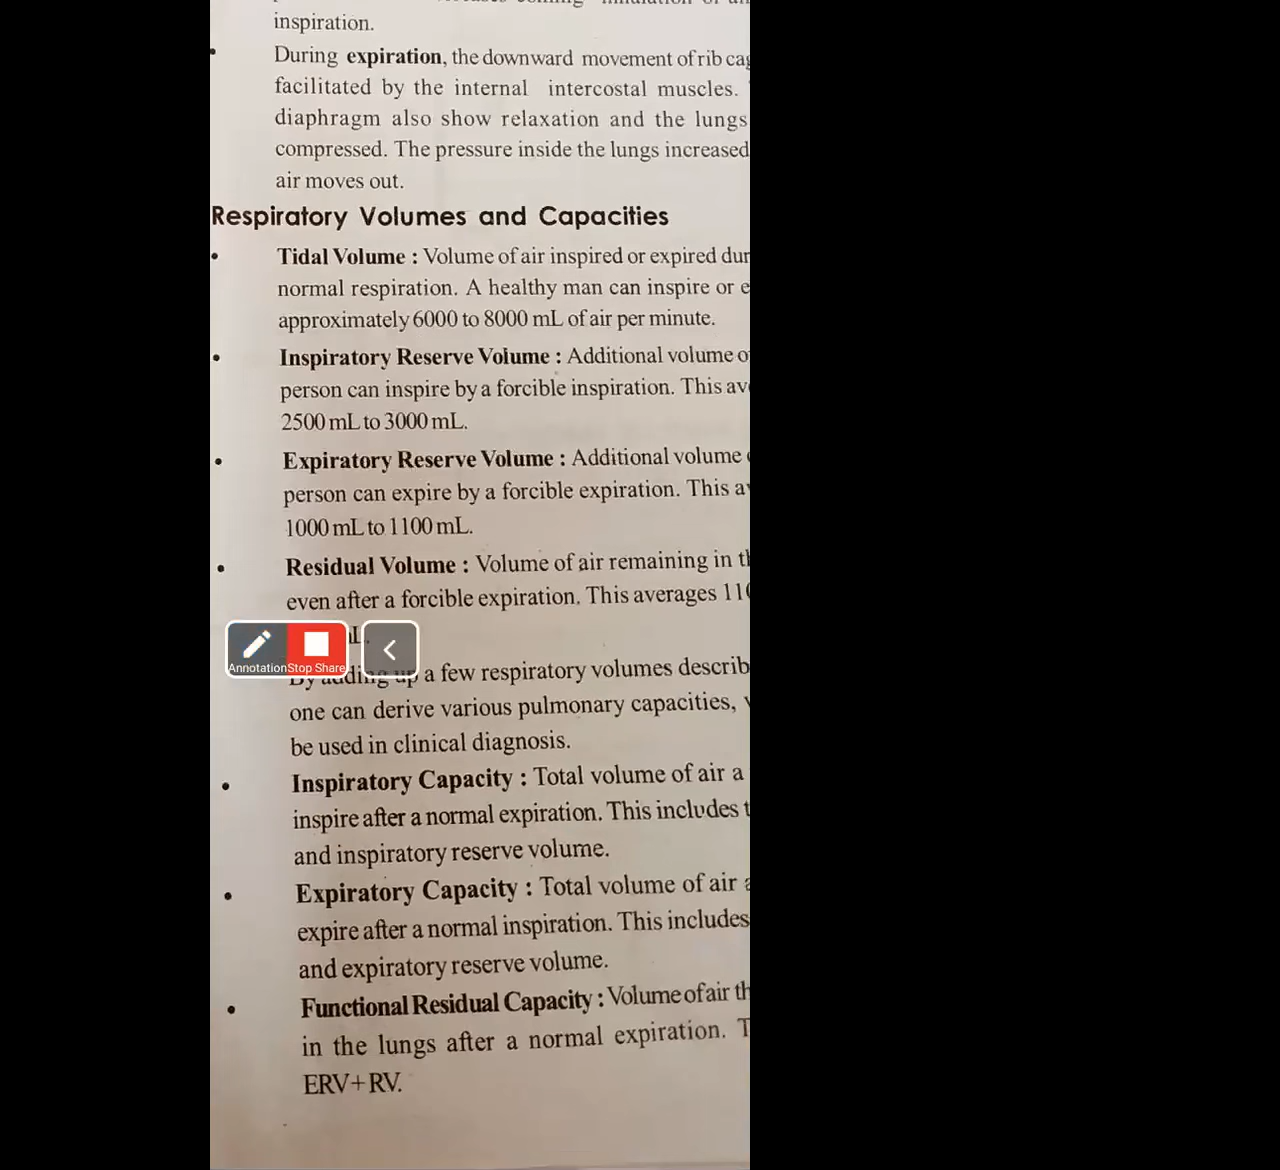 inspiration.
During expiration, the downward movement of rib
facilitated by the internal intercostal muscles.
diaphragm also show relaxation and the lungs
compressed. The pressure inside the lungs increased
air moves out.
Respiratory Volumes and Capacities
• Tidal Volume : Volume of air inspired or expired
normal respiration. A healthy man can inspire or
approximately 6000 to 8000 mL of air per minute.
• Inspiratory Reserve Volume : Additional volume
person can inspire by a forcible inspiration. This
2500 mL to 3000 mL.
• Expiratory Reserve Volume : Additional volume
person can expire by a forcible expiration. This
1000 mL to 1100 mL.
• Residual Volume : Volume of air remaining in
even after a forcible expiration. This averages
Annotation Stop Share
By adding up a few respiratory volumes
one can derive various pulmonary capacities,
be used in clinical diagnosis.
• Inspiratory Capacity : Total volume of air a
inspire after a normal expiration. This includes
and inspiratory reserve volume.
• Expiratory Capacity : Total volume of air
expire after a normal inspiration. This includes
and expiratory reserve volume.
• Functional Residual Capacity : Volume of air
in the lungs after a normal expiration.
ERV+RV.